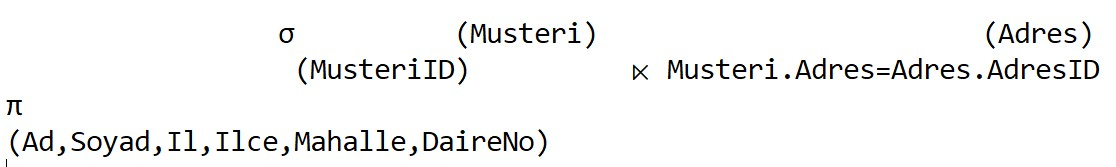 σ (Musteri) (Adres)
(MusteriID) ⋉ Musteri.Adres=Adres.AdresID
π
(Ad,Soyad,Il,Ilce,Mahalle,DaireNo)